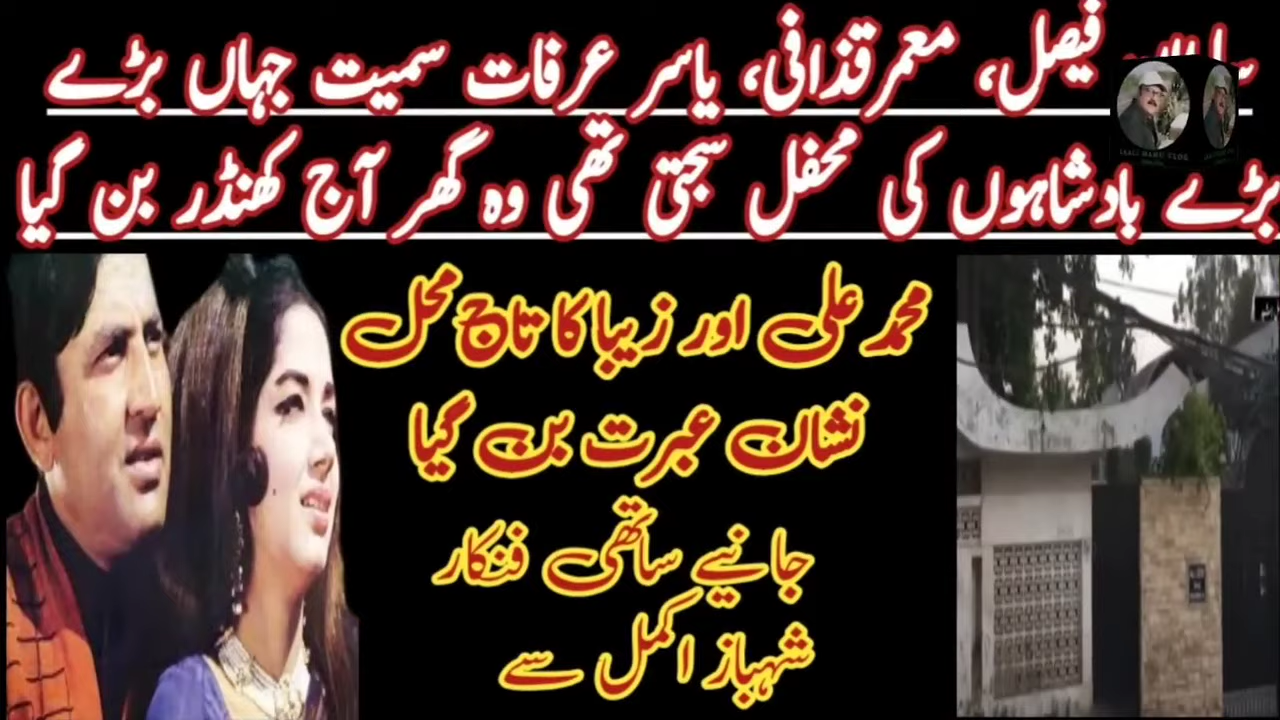 فیصل، معمر قذافی، یاسر عرفات سمیت جہاں بڑے
بڑے بادشاہوں کی محفل سجتی تھی وہ گھر آج کھنڈر بن گیا
محمد علی اور زیبا کا تاج محل
نشان عبرت بن گیا
جانیے ساتھی فنکار
شہباز اکمل سے